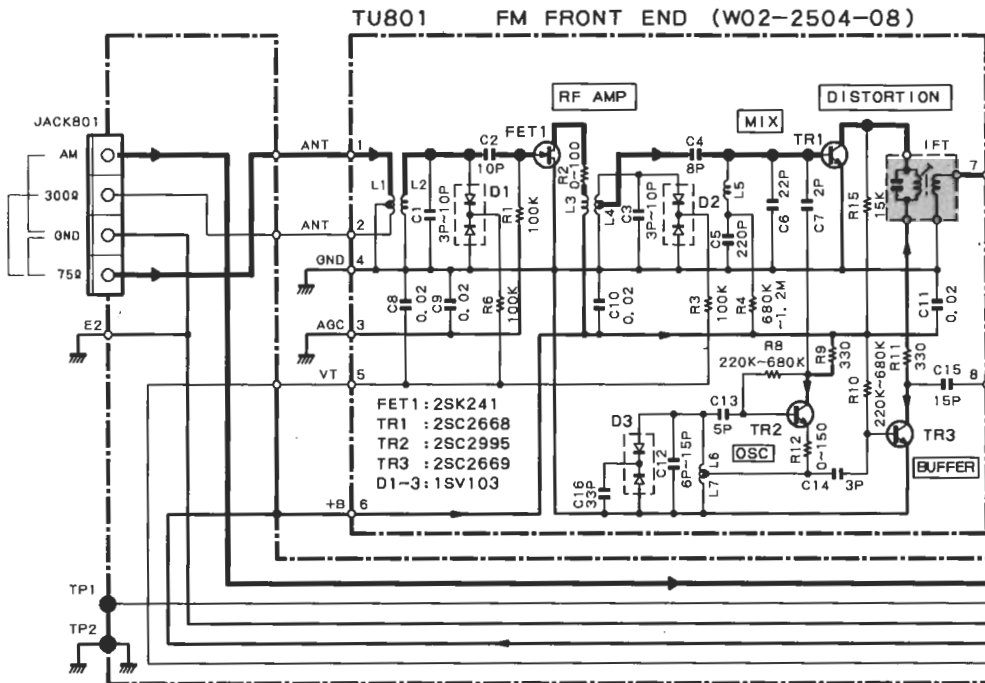 TU801 FM FRONT END (W02-2504-08)
JACK801
AM
300Ω
GND
75Ω
E2
TP1
TP2
ANT 1
ANT 2
GND 4
AGC 3
VT 5
+B 6
L1
L2
C1
3P~10P
C2
10P
D1
R1
100K
FET1
RF AMP
R2
0~100
L3
L4
C3
3P~10P
C4
8P
D2
MIX
L5
C5
220P
C6
22P
C7
2P
TR1
DISTORTION
R15
15K
IFT
7
C8
0.02
C9
0.02
R6
100K
C10
0.02
R3
100K
R4
680K
~1.2M
C11
0.02
R8
220K~680K
R9
330
R10
220K~680K
R11
330
C15
15P
8
FET1:2SK241
TR1 :2SC2668
TR2 :2SC2995
TR3 :2SC2669
D1-3:1SV103
D3
C16
33P
C12
6P~15P
L6
L7
C13
5P
TR2
OSC
R12
0~150
C14
3P
TR3
BUFFER